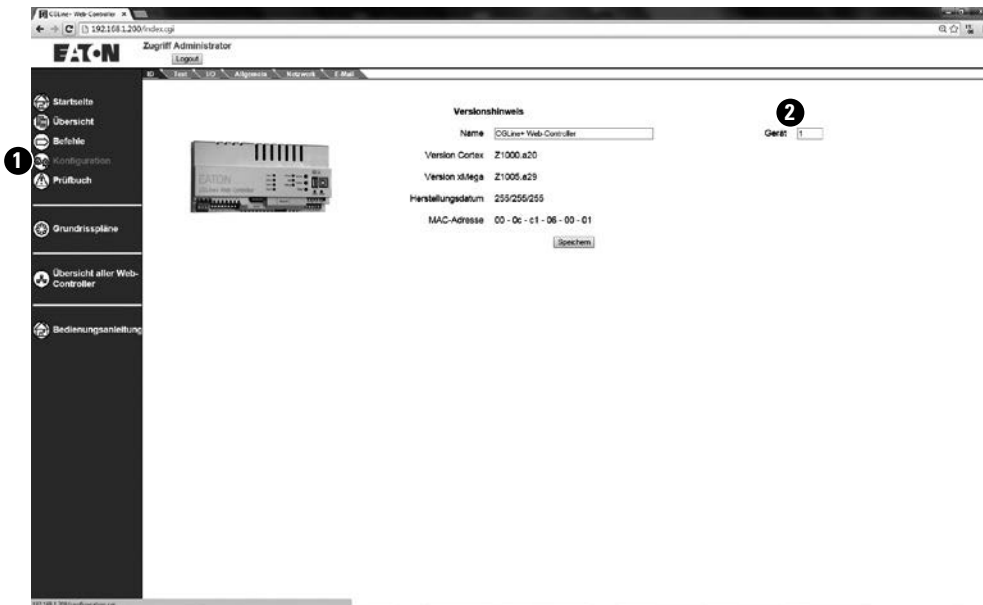 CGLine+ Web-Controller
192.168.1.200/index.cgi
EATON
Zugriff Administrator
Logout
ID Test I/O Allgemein Netzwerk E-Mail
Startseite
Übersicht
Befehle
1
Konfiguration
Prüfbuch
Grundrisspläne
Übersicht aller Web-
Controller
Bedienungsanleitung
EATON
Versionshinweis
Name CGLine+ Web-Controller
Version Cortex Z1000.a20
Version xMega Z1005.a29
Herstellungsdatum 255/255/255
MAC-Adresse 00 - 0c - c1 - 06 - 00 - 01
Speichern
2
Gerät 1